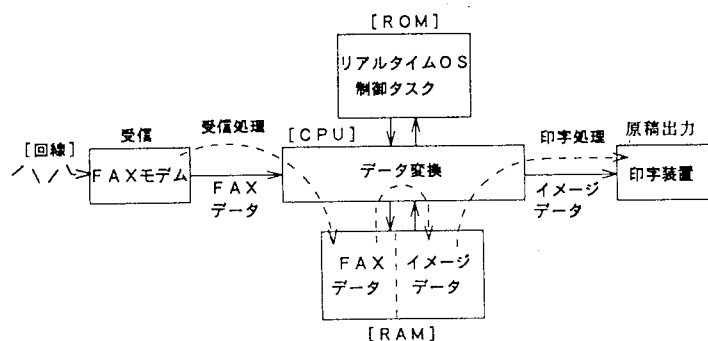 [ROM]
リアルタイムOS
制御タスク
[回線]
受信
FAXモデム
受信処理
FAX
データ
[CPU]
データ変換
印字処理
イメージ
データ
原稿出力
印字装置
FAX
データ
イメージ
データ
[RAM]